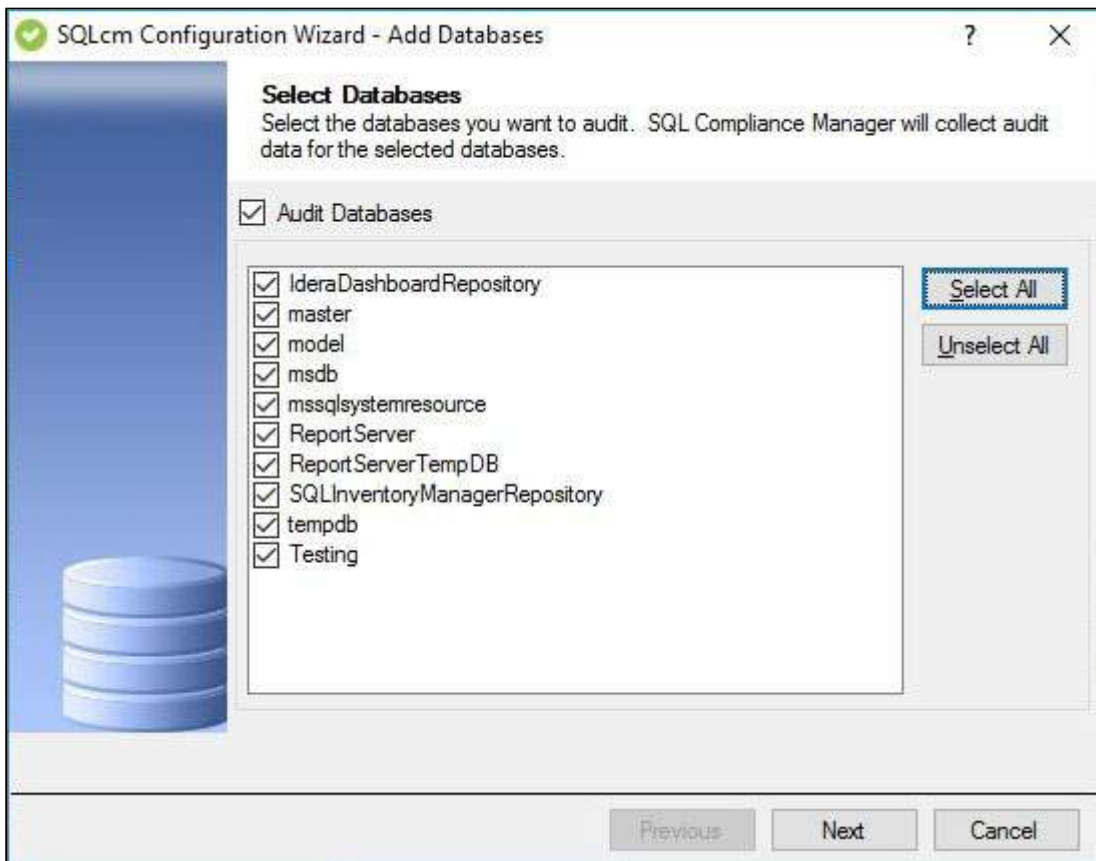 SQLcm Configuration Wizard - Add Databases
?
Select Databases
Select the databases you want to audit. SQL Compliance Manager will collect audit
data for the selected databases.
Audit Databases
IderaDashboardRepository
master
model
msdb
mssqlsystemresource
ReportServer
ReportServerTempDB
SQLInventoryManagerRepository
tempdb
Testing
Select All
Unselect All
Previous
Next
Cancel